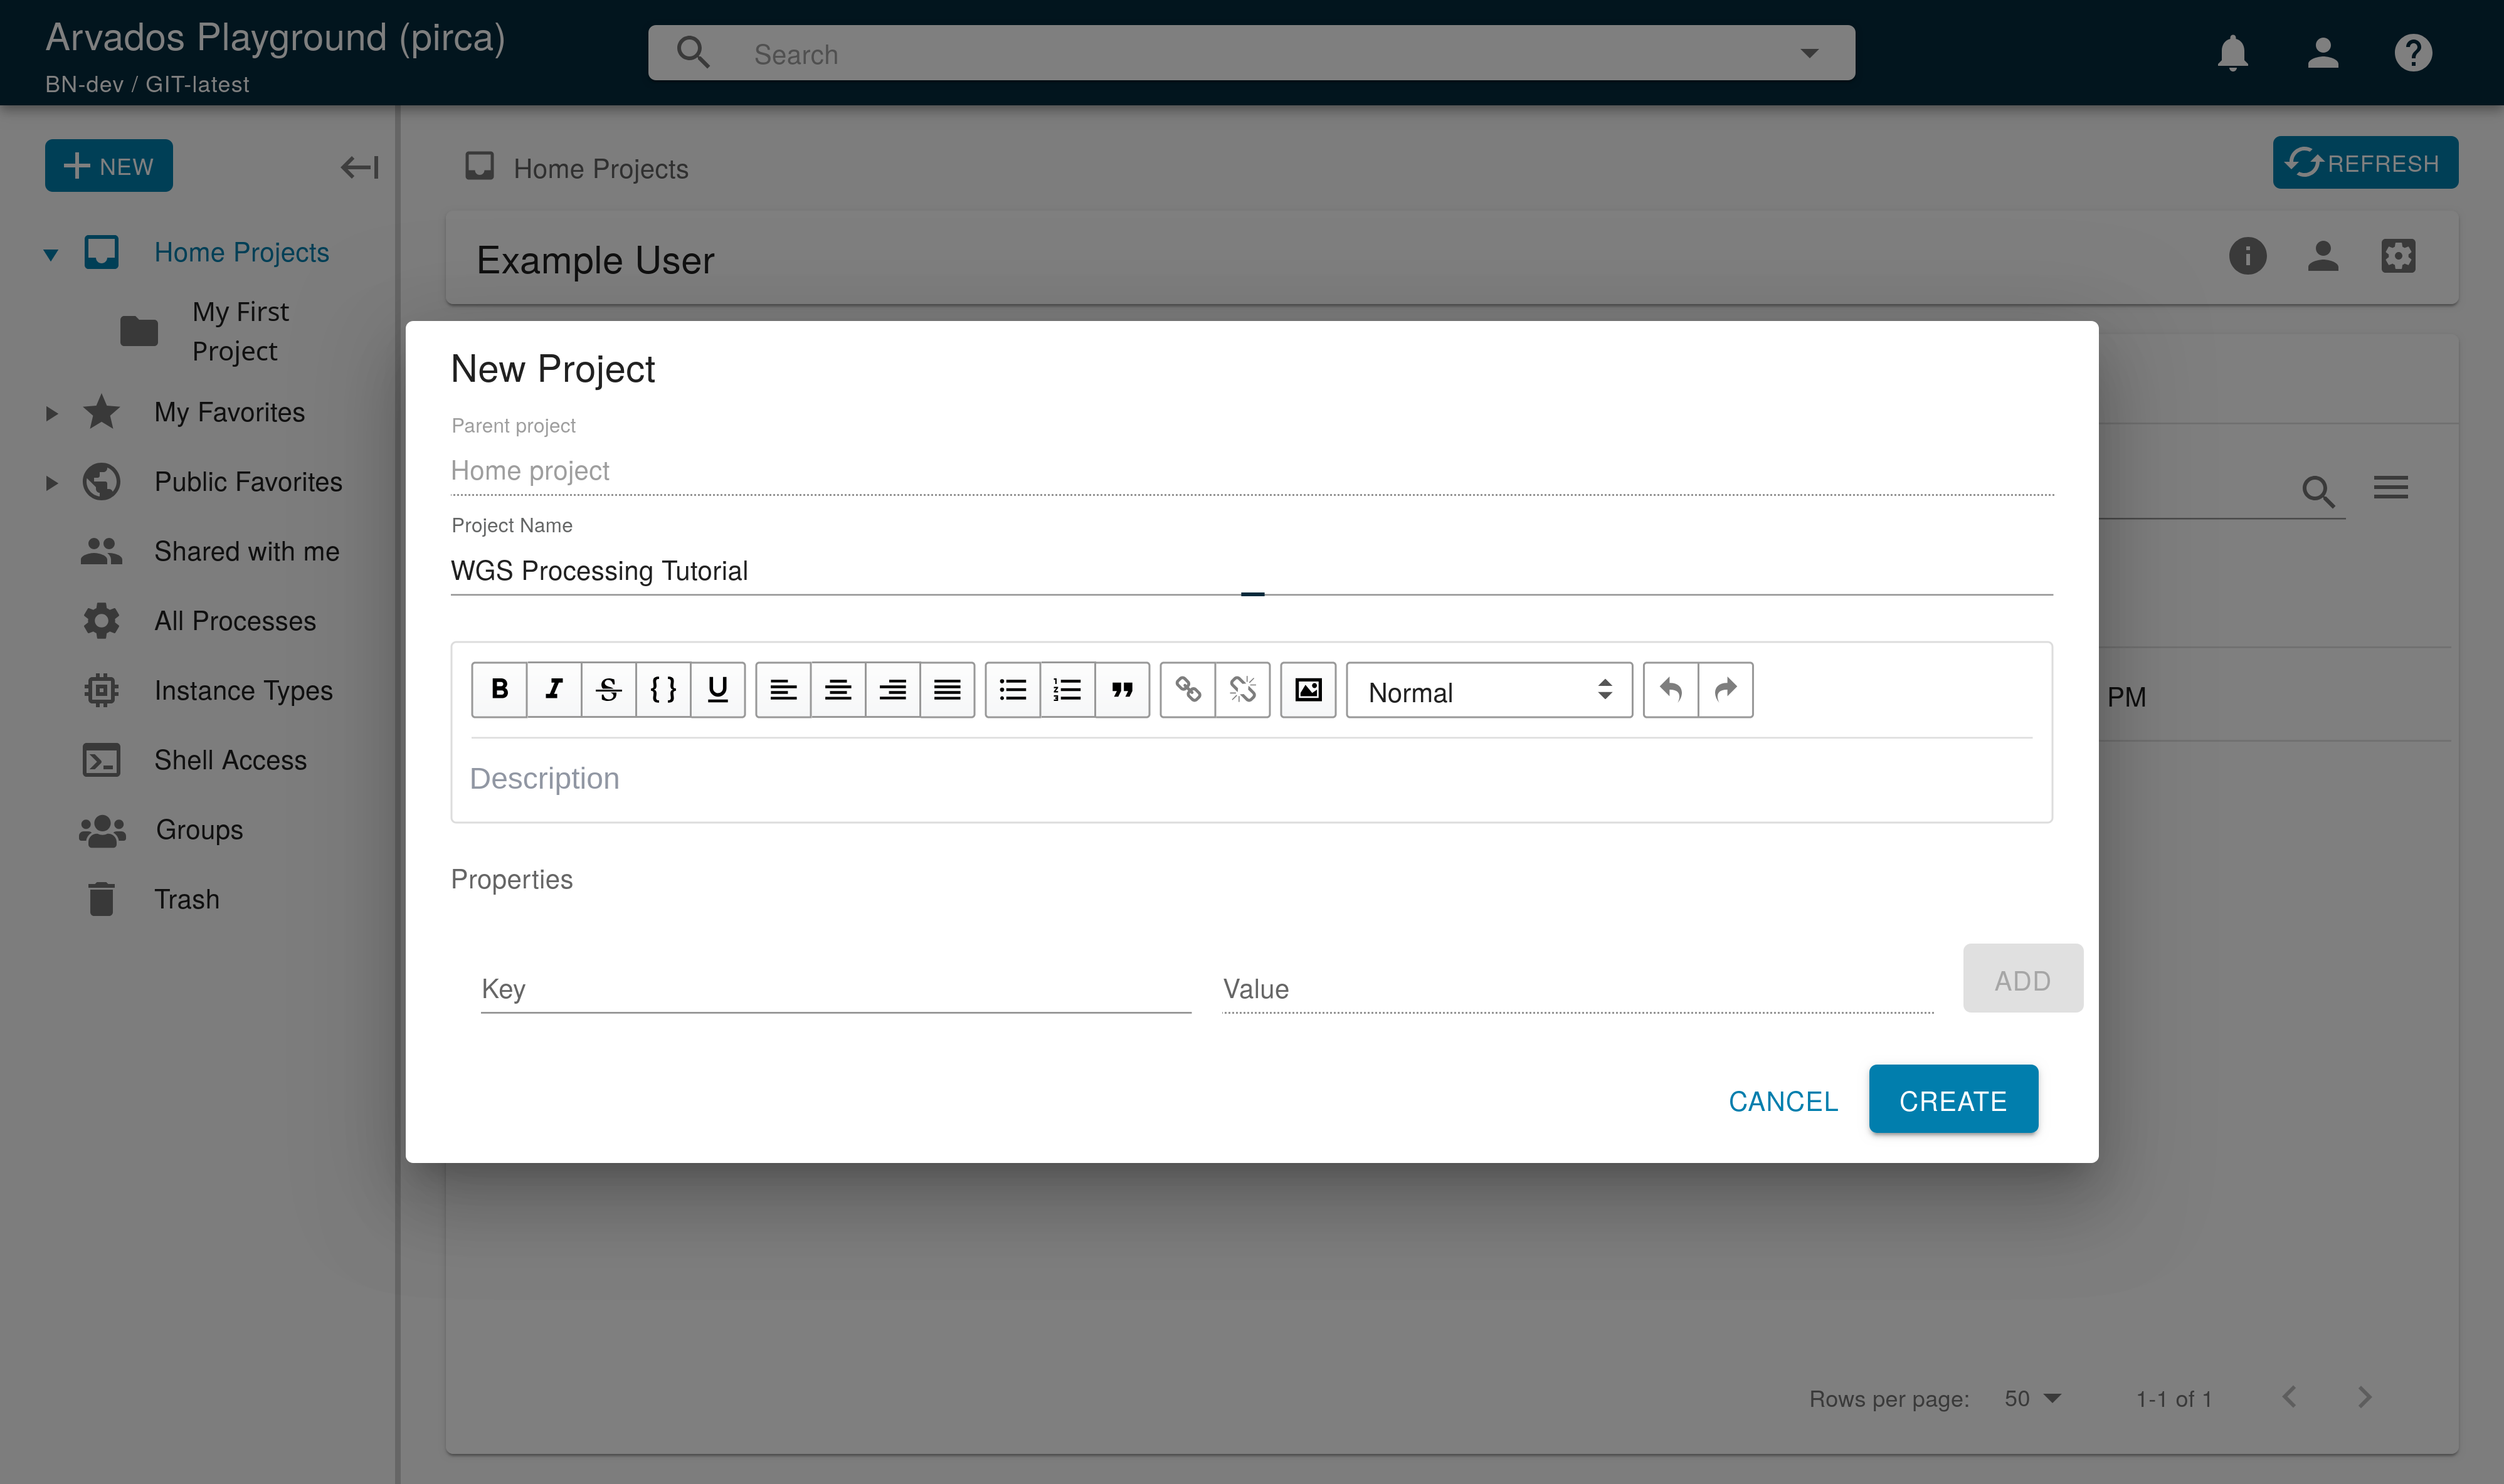 Arvados Playground (pirca)
BN-dev / GIT-latest
Search
NEW
Home Projects
REFRESH
Home Projects
My First
Project
My Favorites
Public Favorites
Shared with me
All Processes
Instance Types
Shell Access
Groups
Trash
Example User
New Project
Parent project
Home project
Project Name
WGS Processing Tutorial
B I S { } U
Normal
PM
Description
Properties
Key
Value
ADD
CANCEL
CREATE
Rows per page: 50 1-1 of 1